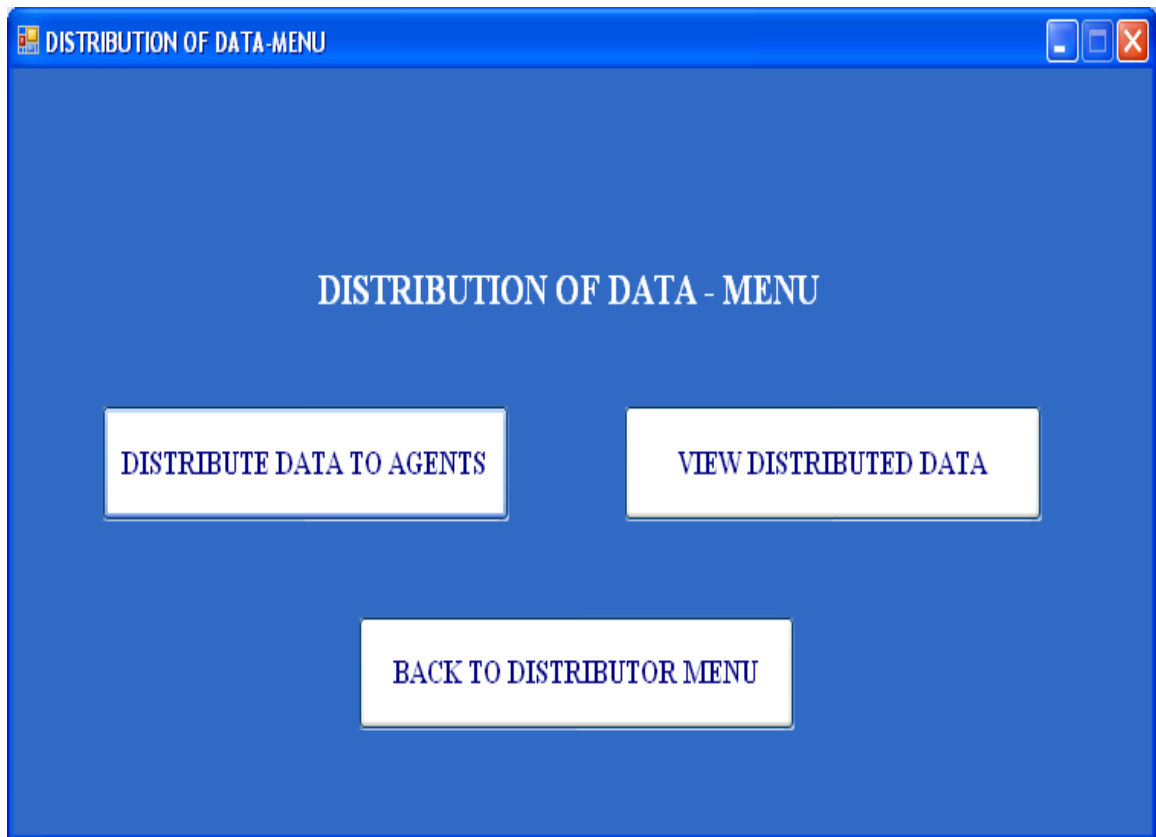 DISTRIBUTION OF DATA-MENU
DISTRIBUTION OF DATA - MENU
DISTRIBUTE DATA TO AGENTS
VIEW DISTRIBUTED DATA
BACK TO DISTRIBUTOR MENU